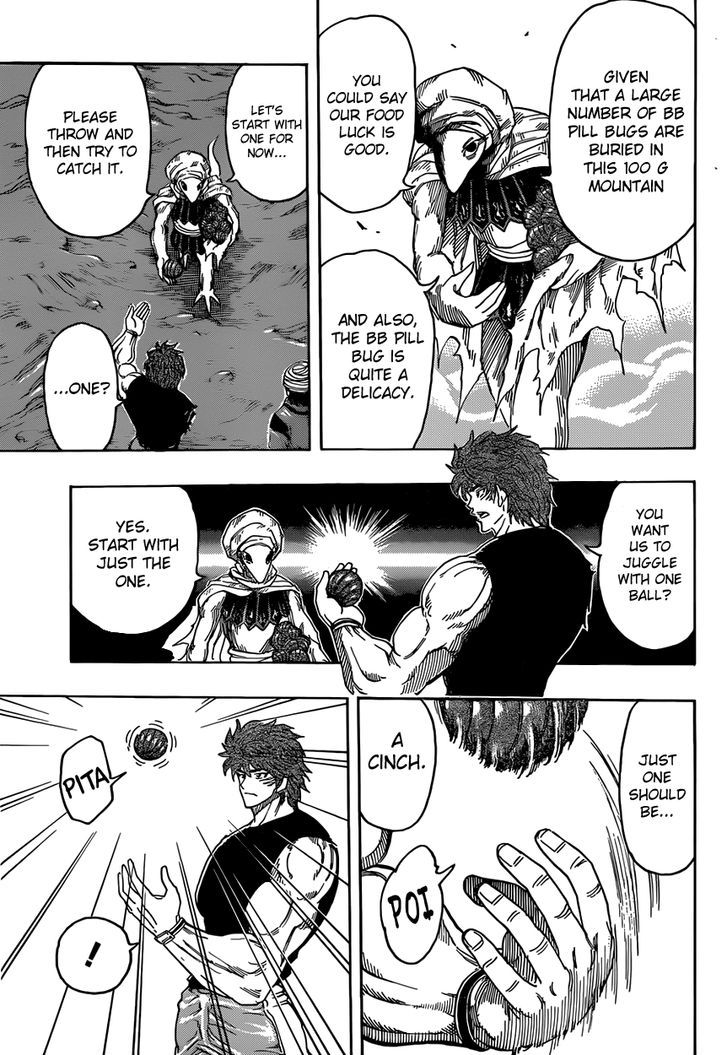 GIVEN
THAT A LARGE
NUMBER OF BB
PILL BUGS ARE
BURIED IN
THIS 100 G
MOUNTAIN
YOU
COULD SAY
OUR FOOD
LUCK IS
GOOD.
AND ALSO,
THE BB PILL
BUG IS
QUITE A
DELICACY.
LET'S
START WITH
ONE FOR
NOW...
PLEASE
THROW AND
THEN TRY TO
CATCH IT.
...ONE?
YOU
WANT US
TO JUGGLE
WITH ONE
BALL?
YES.
START WITH
JUST THE
ONE.
JUST
ONE
SHOULD
BE...
A
CINCH.
POI
PITA
!